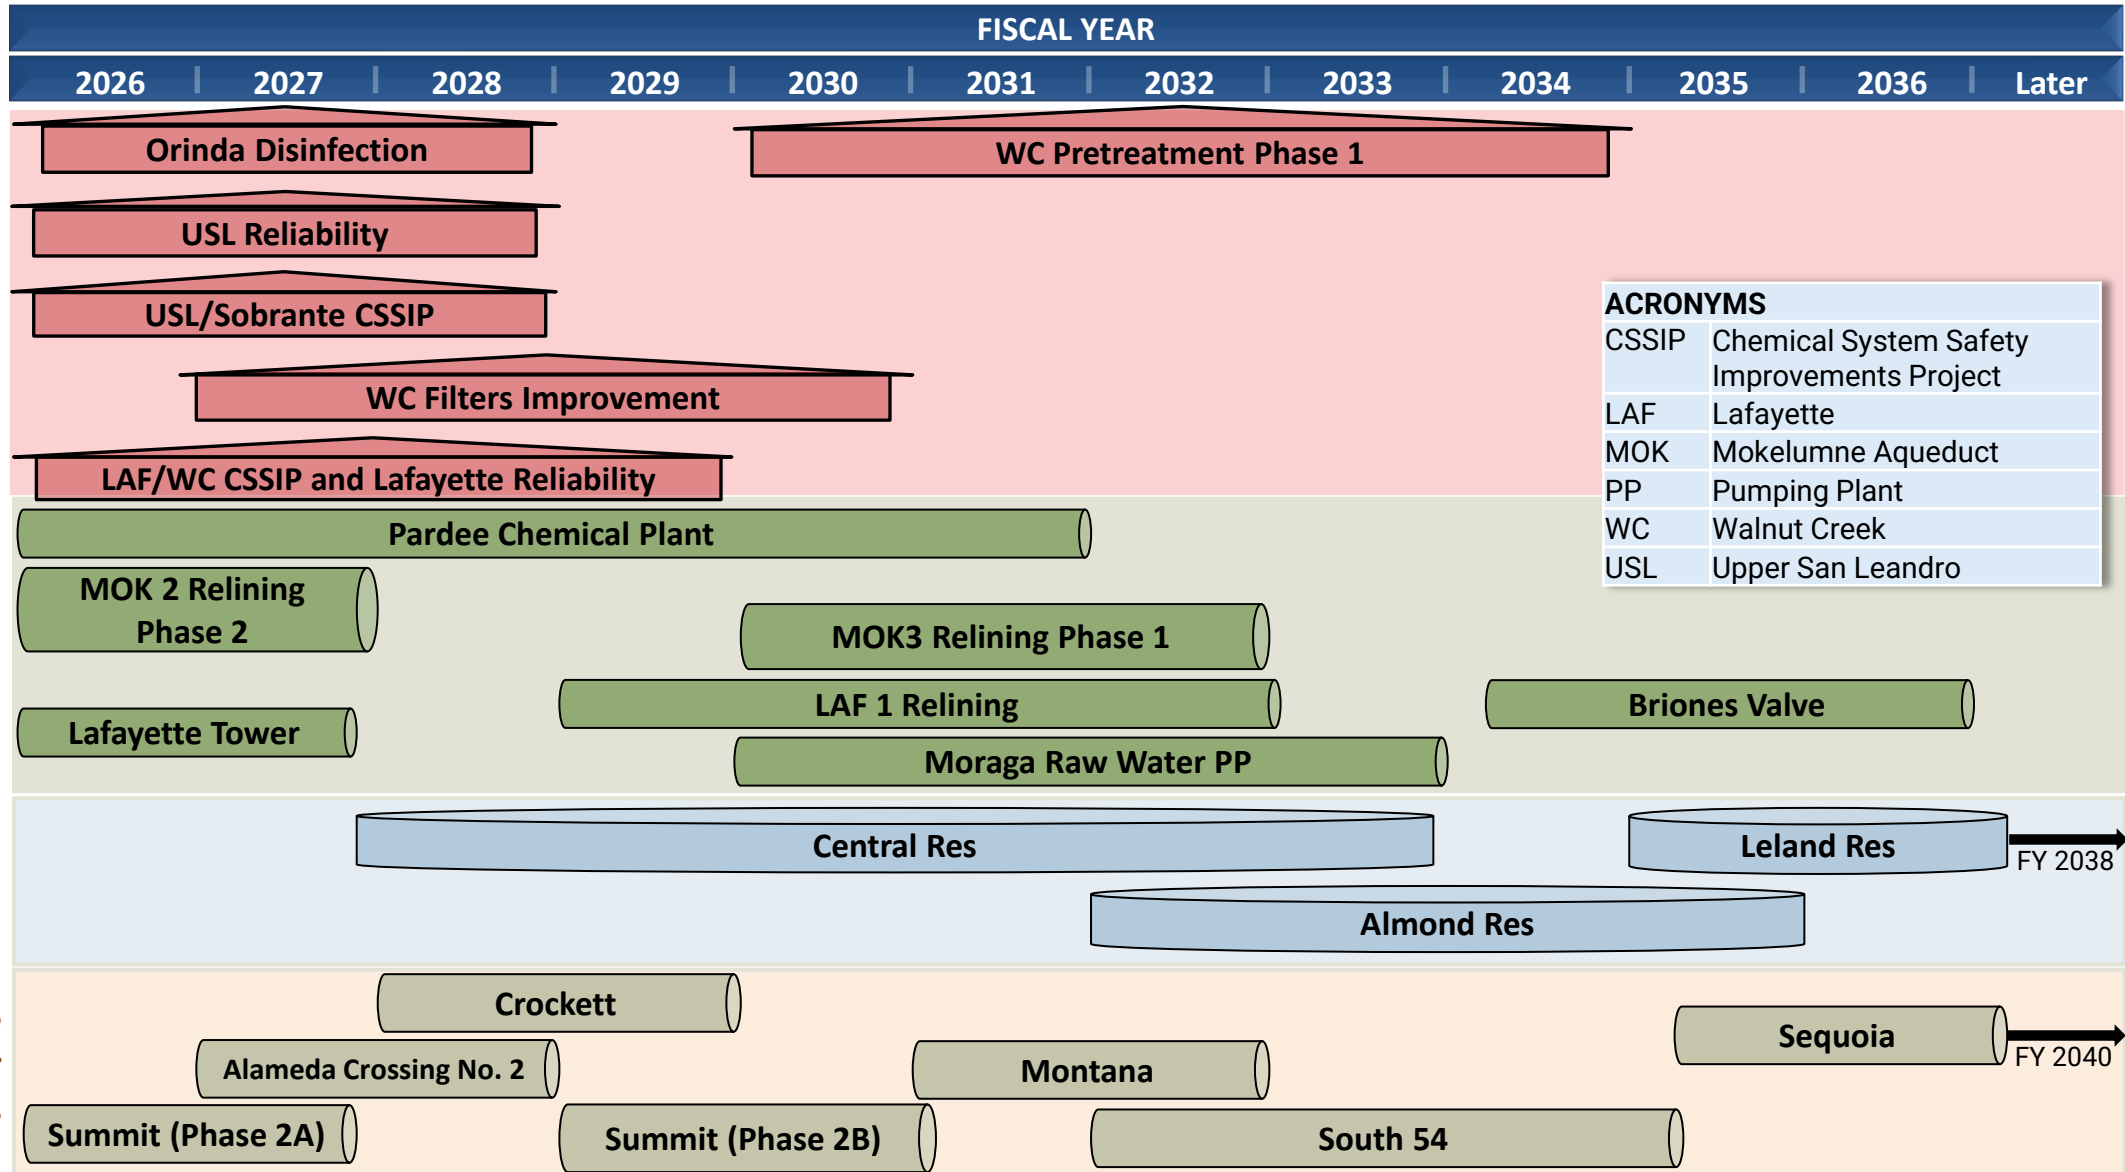 FISCAL YEAR
2026 2027 2028 2029 2030 2031 2032 2033 2034 2035 2036 Later
Orinda Disinfection
WC Pretreatment Phase 1
USL Reliability
USL/Sobrante CSSIP
WC Filters Improvement
LAF/WC CSSIP and Lafayette Reliability
ACRONYMS
CSSIP Chemical System Safety
Improvements Project
LAF Lafayette
MOK Mokelumne Aqueduct
PP Pumping Plant
WC Walnut Creek
USL Upper San Leandro
Pardee Chemical Plant
MOK 2 Relining
Phase 2
MOK3 Relining Phase 1
LAF 1 Relining
Briones Valve
Lafayette Tower
Moraga Raw Water PP
Central Res
Leland Res
FY 2038
Almond Res
Crockett
Sequoia
FY 2040
Alameda Crossing No. 2
Montana
Summit (Phase 2A)
Summit (Phase 2B)
South 54